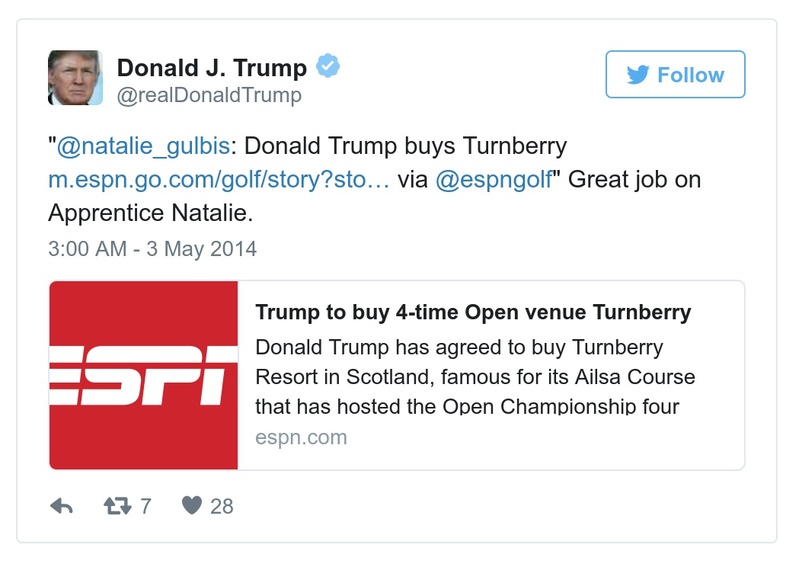 Donald J. Trump
@realDonaldTrump
Follow
"@natalie_gulbis: Donald Trump buys Turnberry
m.espn.go.com/golf/story?sto… via @espngolf" Great job on
Apprentice Natalie.
3:00 AM - 3 May 2014
ESPN
Trump to buy 4-time Open venue Turnberry
Donald Trump has agreed to buy Turnberry
Resort in Scotland, famous for its Ailsa Course
that has hosted the Open Championship four
espn.com
7
28